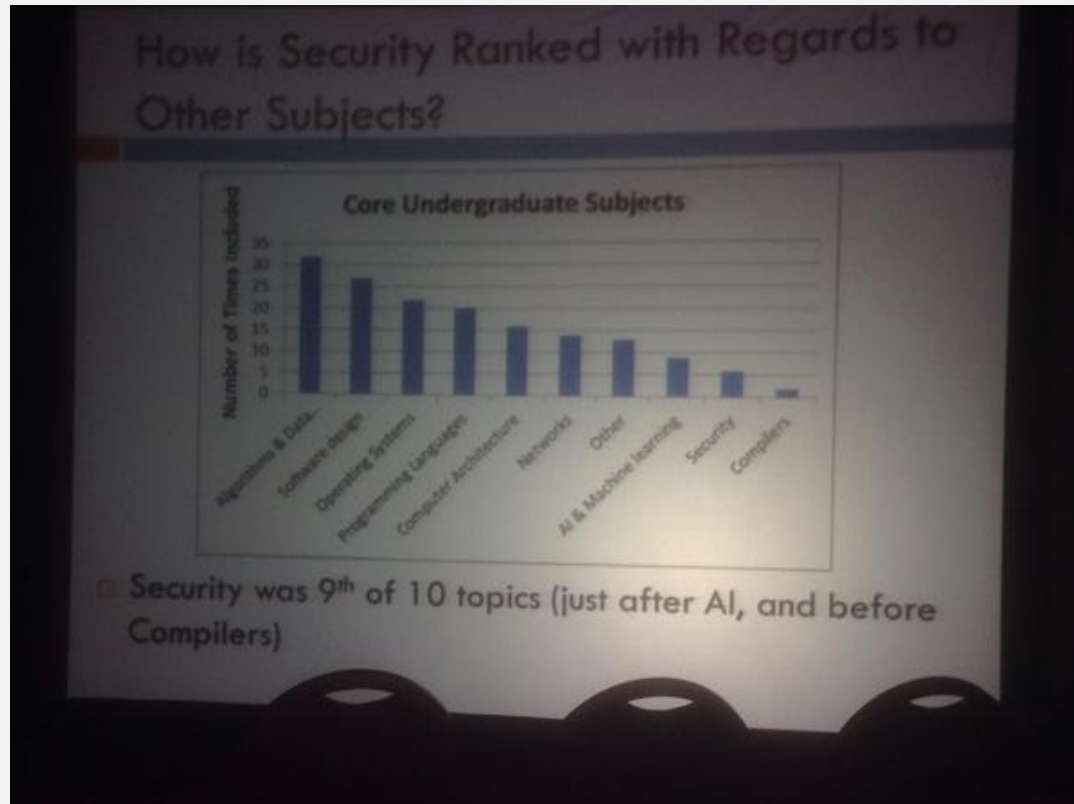 How is Security Ranked with Regards to
Other Subjects?
Core Undergraduate Subjects
Number of Times Included
35
30
25
20
15
10
5
0
Algorithms & Data...
Software design
Operating Systems
Programming Languages
Computer Architecture
Networks
Other
AI & Machine learning
Security
Compilers
Security was 9th of 10 topics (just after AI, and before
Compilers)